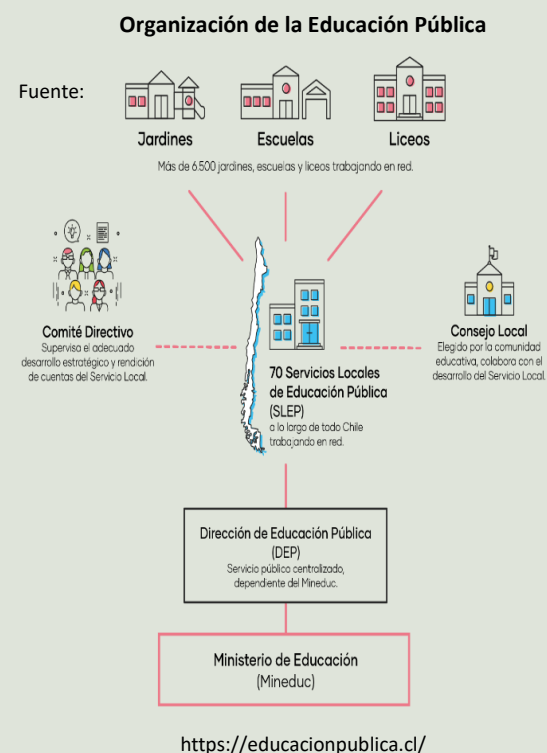 Organización de la Educación Pública
Fuente:
Jardines
Escuelas
Liceos
Más de 6.500 jardines, escuelas y liceos trabajando en red.
Comité Directivo
Supervisa el adecuado
desarrollo estratégico y rendición
de cuentas del Servicio Local.
70 Servicios Locales
de Educación Pública
(SLEP)
a lo largo de todo Chile
trabajando en red.
Consejo Local
Elegido por la comunidad
educativa, colabora con el
desarrollo del Servicio Local.
Dirección de Educación Pública
(DEP)
Servicio público centralizado,
dependiente del Mineduc.
Ministerio de Educación
(Mineduc)
https://educacionpublica.cl/